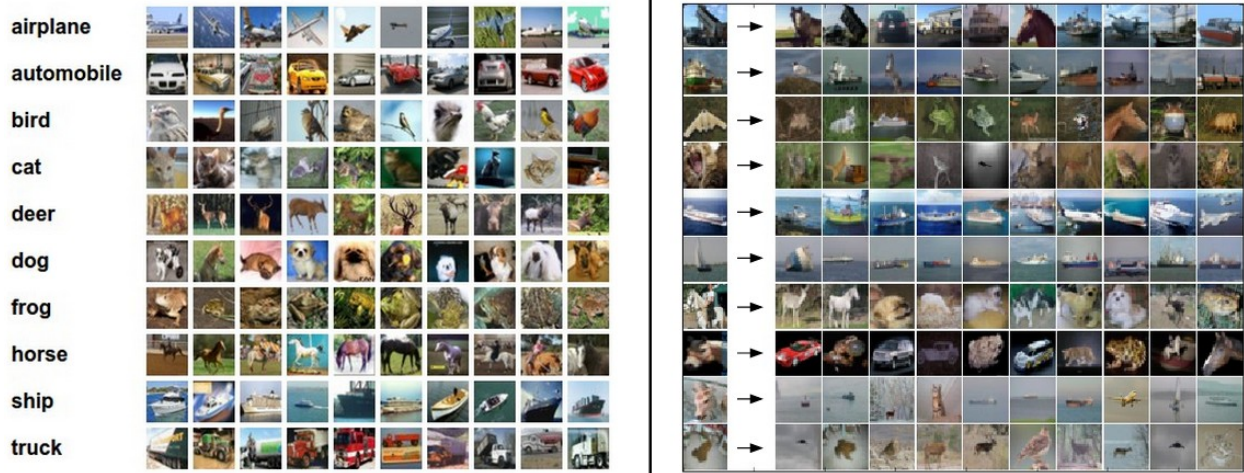 airplane
automobile
bird
cat
deer
dog
frog
horse
ship
truck